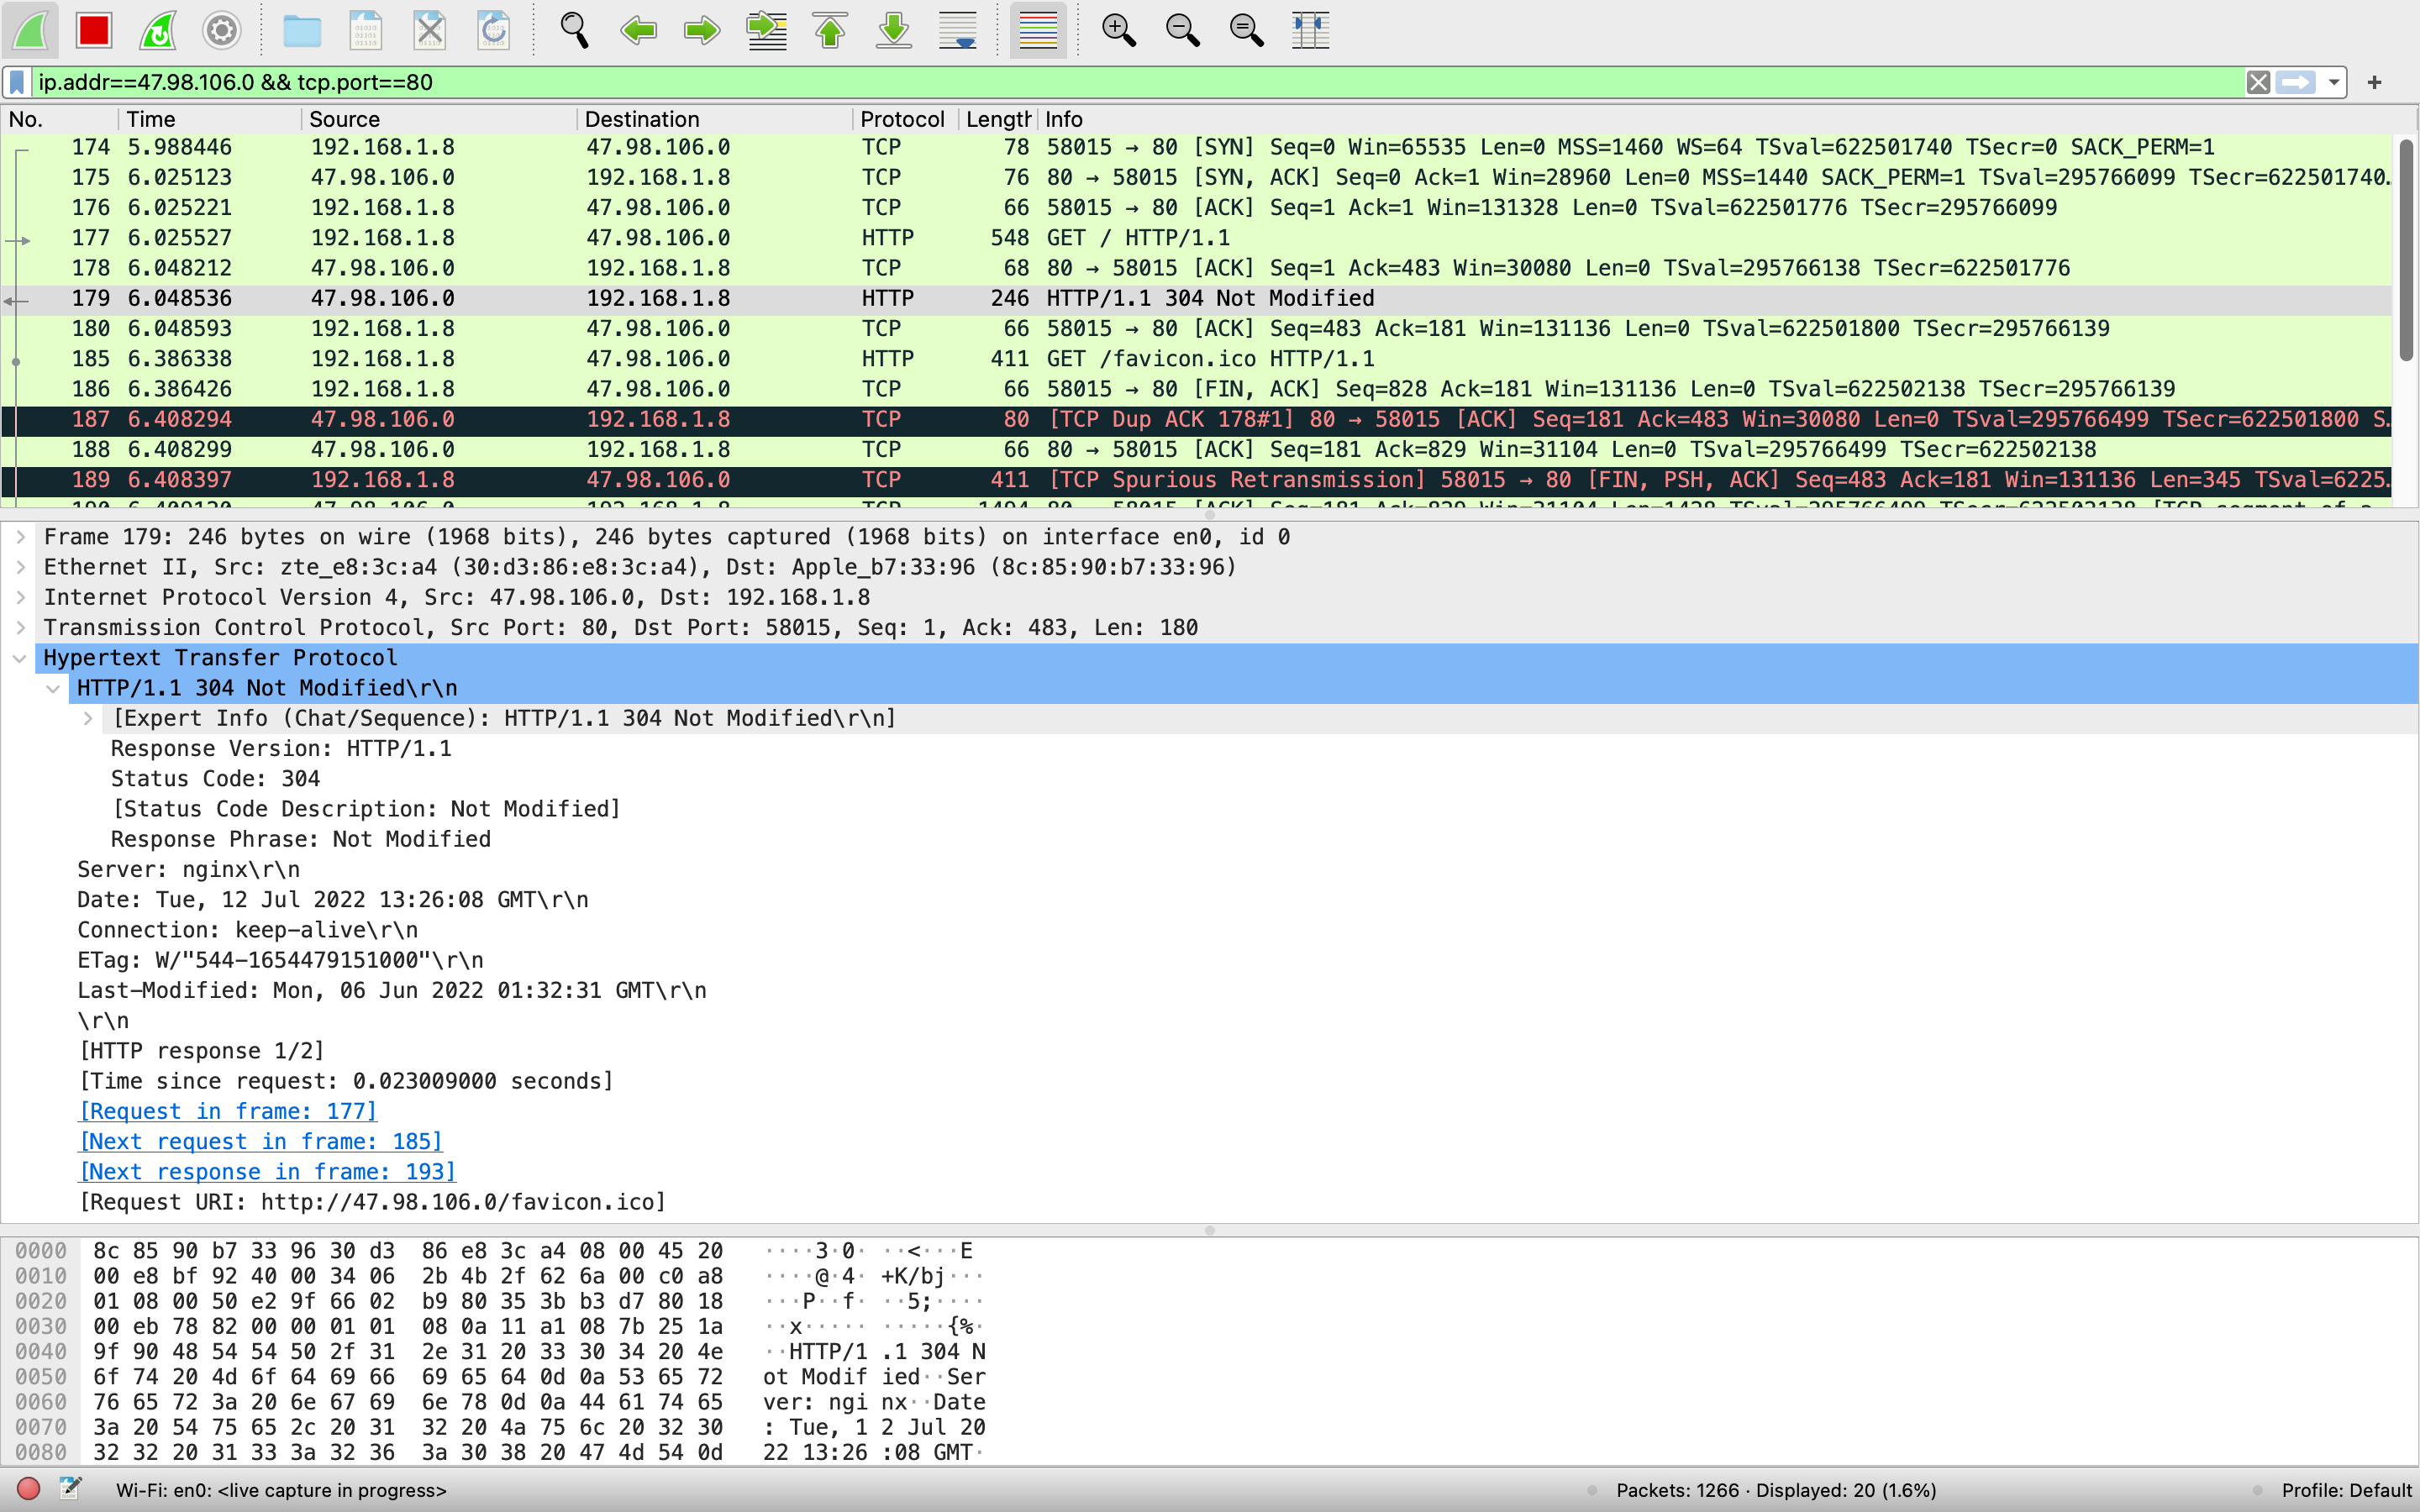 ip.addr==47.98.106.0 && tcp.port==80
No. Time Source Destination Protocol Length Info
174 5.988446 192.168.1.8 47.98.106.0 TCP 78 58015 → 80 [SYN] Seq=0 Win=65535 Len=0 MSS=1460 WS=64 TSval=622501740 TSecr=0 SACK_PERM=1
175 6.025123 47.98.106.0 192.168.1.8 TCP 76 80 → 58015 [SYN, ACK] Seq=0 Ack=1 Win=28960 Len=0 MSS=1440 SACK_PERM=1 TSval=295766099 TSecr=622501740.
176 6.025221 192.168.1.8 47.98.106.0 TCP 66 58015 → 80 [ACK] Seq=1 Ack=1 Win=131328 Len=0 TSval=622501776 TSecr=295766099
177 6.025527 192.168.1.8 47.98.106.0 HTTP 548 GET / HTTP/1.1
178 6.048212 47.98.106.0 192.168.1.8 TCP 68 80 → 58015 [ACK] Seq=1 Ack=483 Win=30080 Len=0 TSval=295766138 TSecr=622501776
179 6.048536 47.98.106.0 192.168.1.8 HTTP 246 HTTP/1.1 304 Not Modified
180 6.048593 192.168.1.8 47.98.106.0 TCP 66 58015 → 80 [ACK] Seq=483 Ack=181 Win=131136 Len=0 TSval=622501800 TSecr=295766139
185 6.386338 192.168.1.8 47.98.106.0 HTTP 411 GET /favicon.ico HTTP/1.1
186 6.386426 192.168.1.8 47.98.106.0 TCP 66 58015 → 80 [FIN, ACK] Seq=828 Ack=181 Win=131136 Len=0 TSval=622502138 TSecr=295766139
187 6.408294 47.98.106.0 192.168.1.8 TCP 80 [TCP Dup ACK 178#1] 80 → 58015 [ACK] Seq=181 Ack=483 Win=30080 Len=0 TSval=295766499 TSecr=622501800 S.
188 6.408299 47.98.106.0 192.168.1.8 TCP 66 80 → 58015 [ACK] Seq=181 Ack=829 Win=31104 Len=0 TSval=295766499 TSecr=622502138
189 6.408397 192.168.1.8 47.98.106.0 TCP 411 [TCP Spurious Retransmission] 58015 → 80 [FIN, PSH, ACK] Seq=483 Ack=181 Win=131136 Len=345 TSval=6225.
Frame 179: 246 bytes on wire (1968 bits), 246 bytes captured (1968 bits) on interface en0, id 0
Ethernet II, Src: zte_e8:3c:a4 (30:d3:86:e8:3c:a4), Dst: Apple_b7:33:96 (8c:85:90:b7:33:96)
Internet Protocol Version 4, Src: 47.98.106.0, Dst: 192.168.1.8
Transmission Control Protocol, Src Port: 80, Dst Port: 58015, Seq: 1, Ack: 483, Len: 180
Hypertext Transfer Protocol
HTTP/1.1 304 Not Modified\r\n
[Expert Info (Chat/Sequence): HTTP/1.1 304 Not Modified\r\n]
Response Version: HTTP/1.1
Status Code: 304
[Status Code Description: Not Modified]
Response Phrase: Not Modified
Server: nginx\r\n
Date: Tue, 12 Jul 2022 13:26:08 GMT\r\n
Connection: keep-alive\r\n
ETag: W/"544-1654479151000"\r\n
Last-Modified: Mon, 06 Jun 2022 01:32:31 GMT\r\n
\r\n
[HTTP response 1/2]
[Time since request: 0.023009000 seconds]
[Request in frame: 177]
[Next request in frame: 185]
[Next response in frame: 193]
[Request URI: http://47.98.106.0/favicon.ico]
0000 8c 85 90 b7 33 96 30 d3 86 e8 3c a4 08 00 45 20 ····3·0· ··<···E
0010 00 e8 bf 92 40 00 34 06 2b 4b 2f 62 6a 00 c0 a8 ····@·4· +K/bj···
0020 01 08 00 50 e2 9f 66 02 b9 80 35 3b b3 d7 80 18 ···P··f· ··5;····
0030 00 eb 78 82 00 00 01 01 08 0a 11 a1 08 7b 25 1a ··x····· ·····{%·
0040 9f 90 48 54 54 50 2f 31 2e 31 20 33 30 34 20 4e ··HTTP/1 .1 304 N
0050 6f 74 20 4d 6f 64 69 66 69 65 64 0d 0a 53 65 72 ot Modif ied··Ser
0060 76 65 72 3a 20 6e 67 69 6e 78 0d 0a 44 61 74 65 ver: ngi nx··Date
0070 3a 20 54 75 65 2c 20 31 32 20 4a 75 6c 20 32 30 : Tue, 1 2 Jul 20
0080 32 32 20 31 33 3a 32 36 3a 30 38 20 47 4d 54 0d 22 13:26 :08 GMT·
Wi-Fi: en0: <live capture in progress> Packets: 1266 · Displayed: 20 (1.6%) Profile: Default